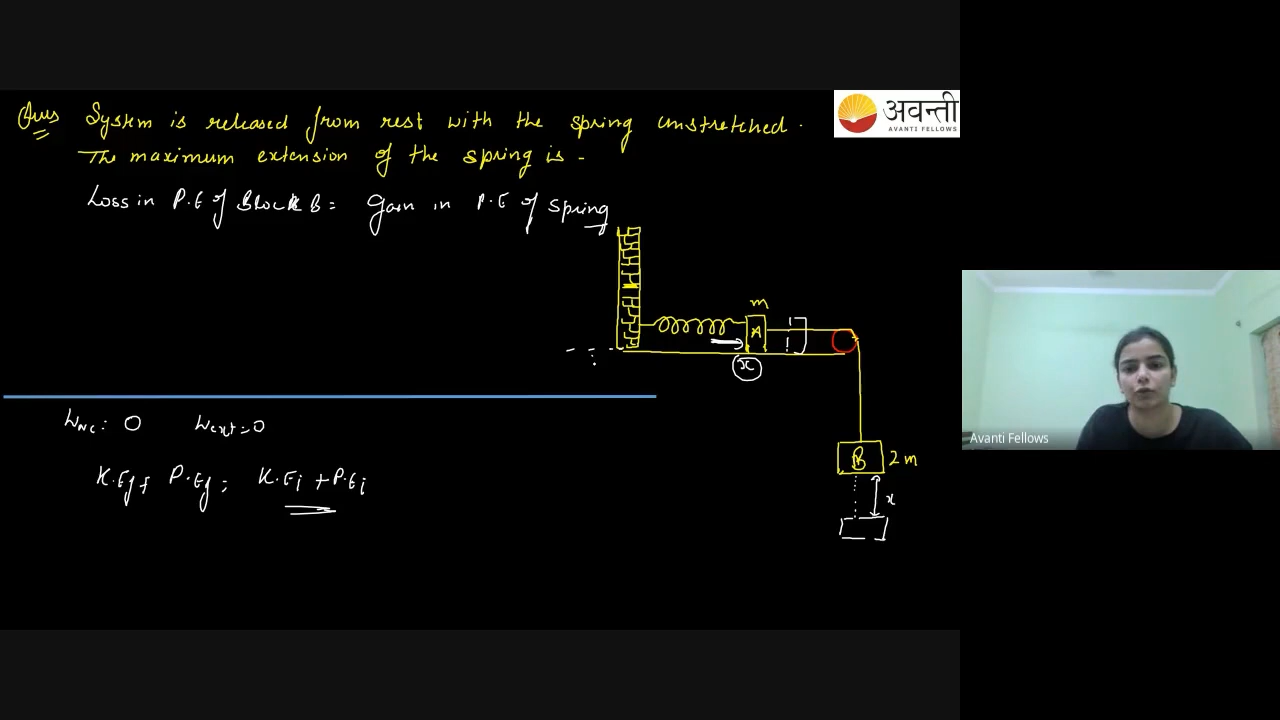 Ques System is released from rest with the spring unstretched.
The maximum extension of the spring is -
Loss in P.E of Block B = gain in P.E of spring
अवन्ती
AVANTI FELLOWS
m
A
x
B 2m
x
WNC = 0 Wext = 0
K.Ef + P.Ef = K.Ei + P.Ei
Avanti Fellows